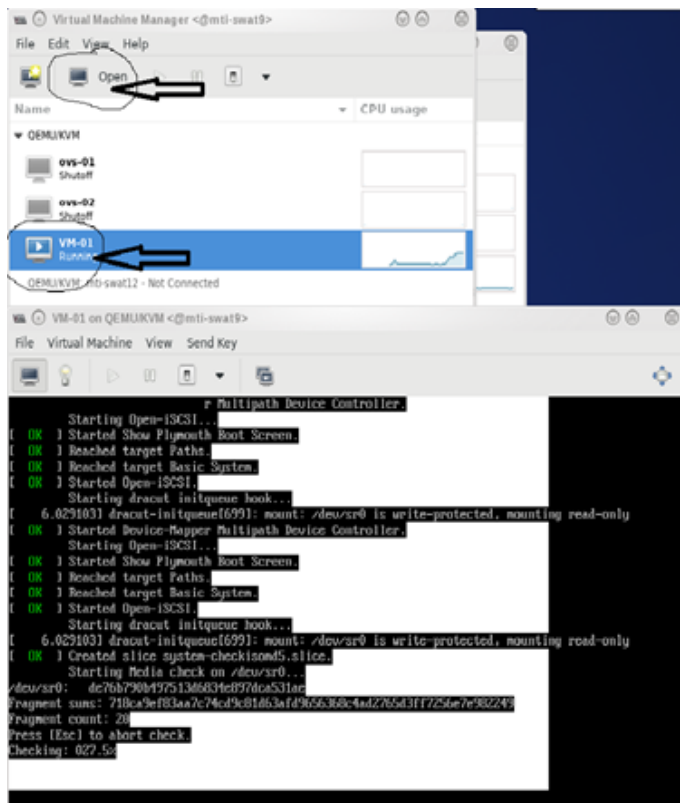 Virtual Machine Manager <@mti-swat9>
File Edit View Help
Open
Name CPU usage
QEMU/KVM
ovs-01
Shutoff
ovs-02
Shutoff
VM-01
Running
QEMU/KVM: mti-swat12 - Not Connected
VM-01 on QEMU/KVM <@mti-swat9>
File Virtual Machine View Send Key
r Multipath Device Controller.
Starting Open-iSCSI...
[ OK ] Started Show Plymouth Boot Screen.
[ OK ] Reached target Paths.
[ OK ] Reached target Basic System.
[ OK ] Started Open-iSCSI.
Starting dracut initqueue hook...
[ 6.029103] dracut-initqueue[699]: mount: /dev/sr0 is write-protected, mounting read-only
[ OK ] Started Device-Mapper Multipath Device Controller.
Starting Open-iSCSI...
[ OK ] Started Show Plymouth Boot Screen.
[ OK ] Reached target Paths.
[ OK ] Reached target Basic System.
[ OK ] Started Open-iSCSI.
Starting dracut initqueue hook...
[ 6.029103] dracut-initqueue[699]: mount: /dev/sr0 is write-protected, mounting read-only
[ OK ] Created slice system-checkisomd5.slice.
Starting Media check on /dev/sr0...
/dev/sr0:
Fragment sums:
Fragment count: 20
Press [Esc] to abort check.
Checking: 027.5%